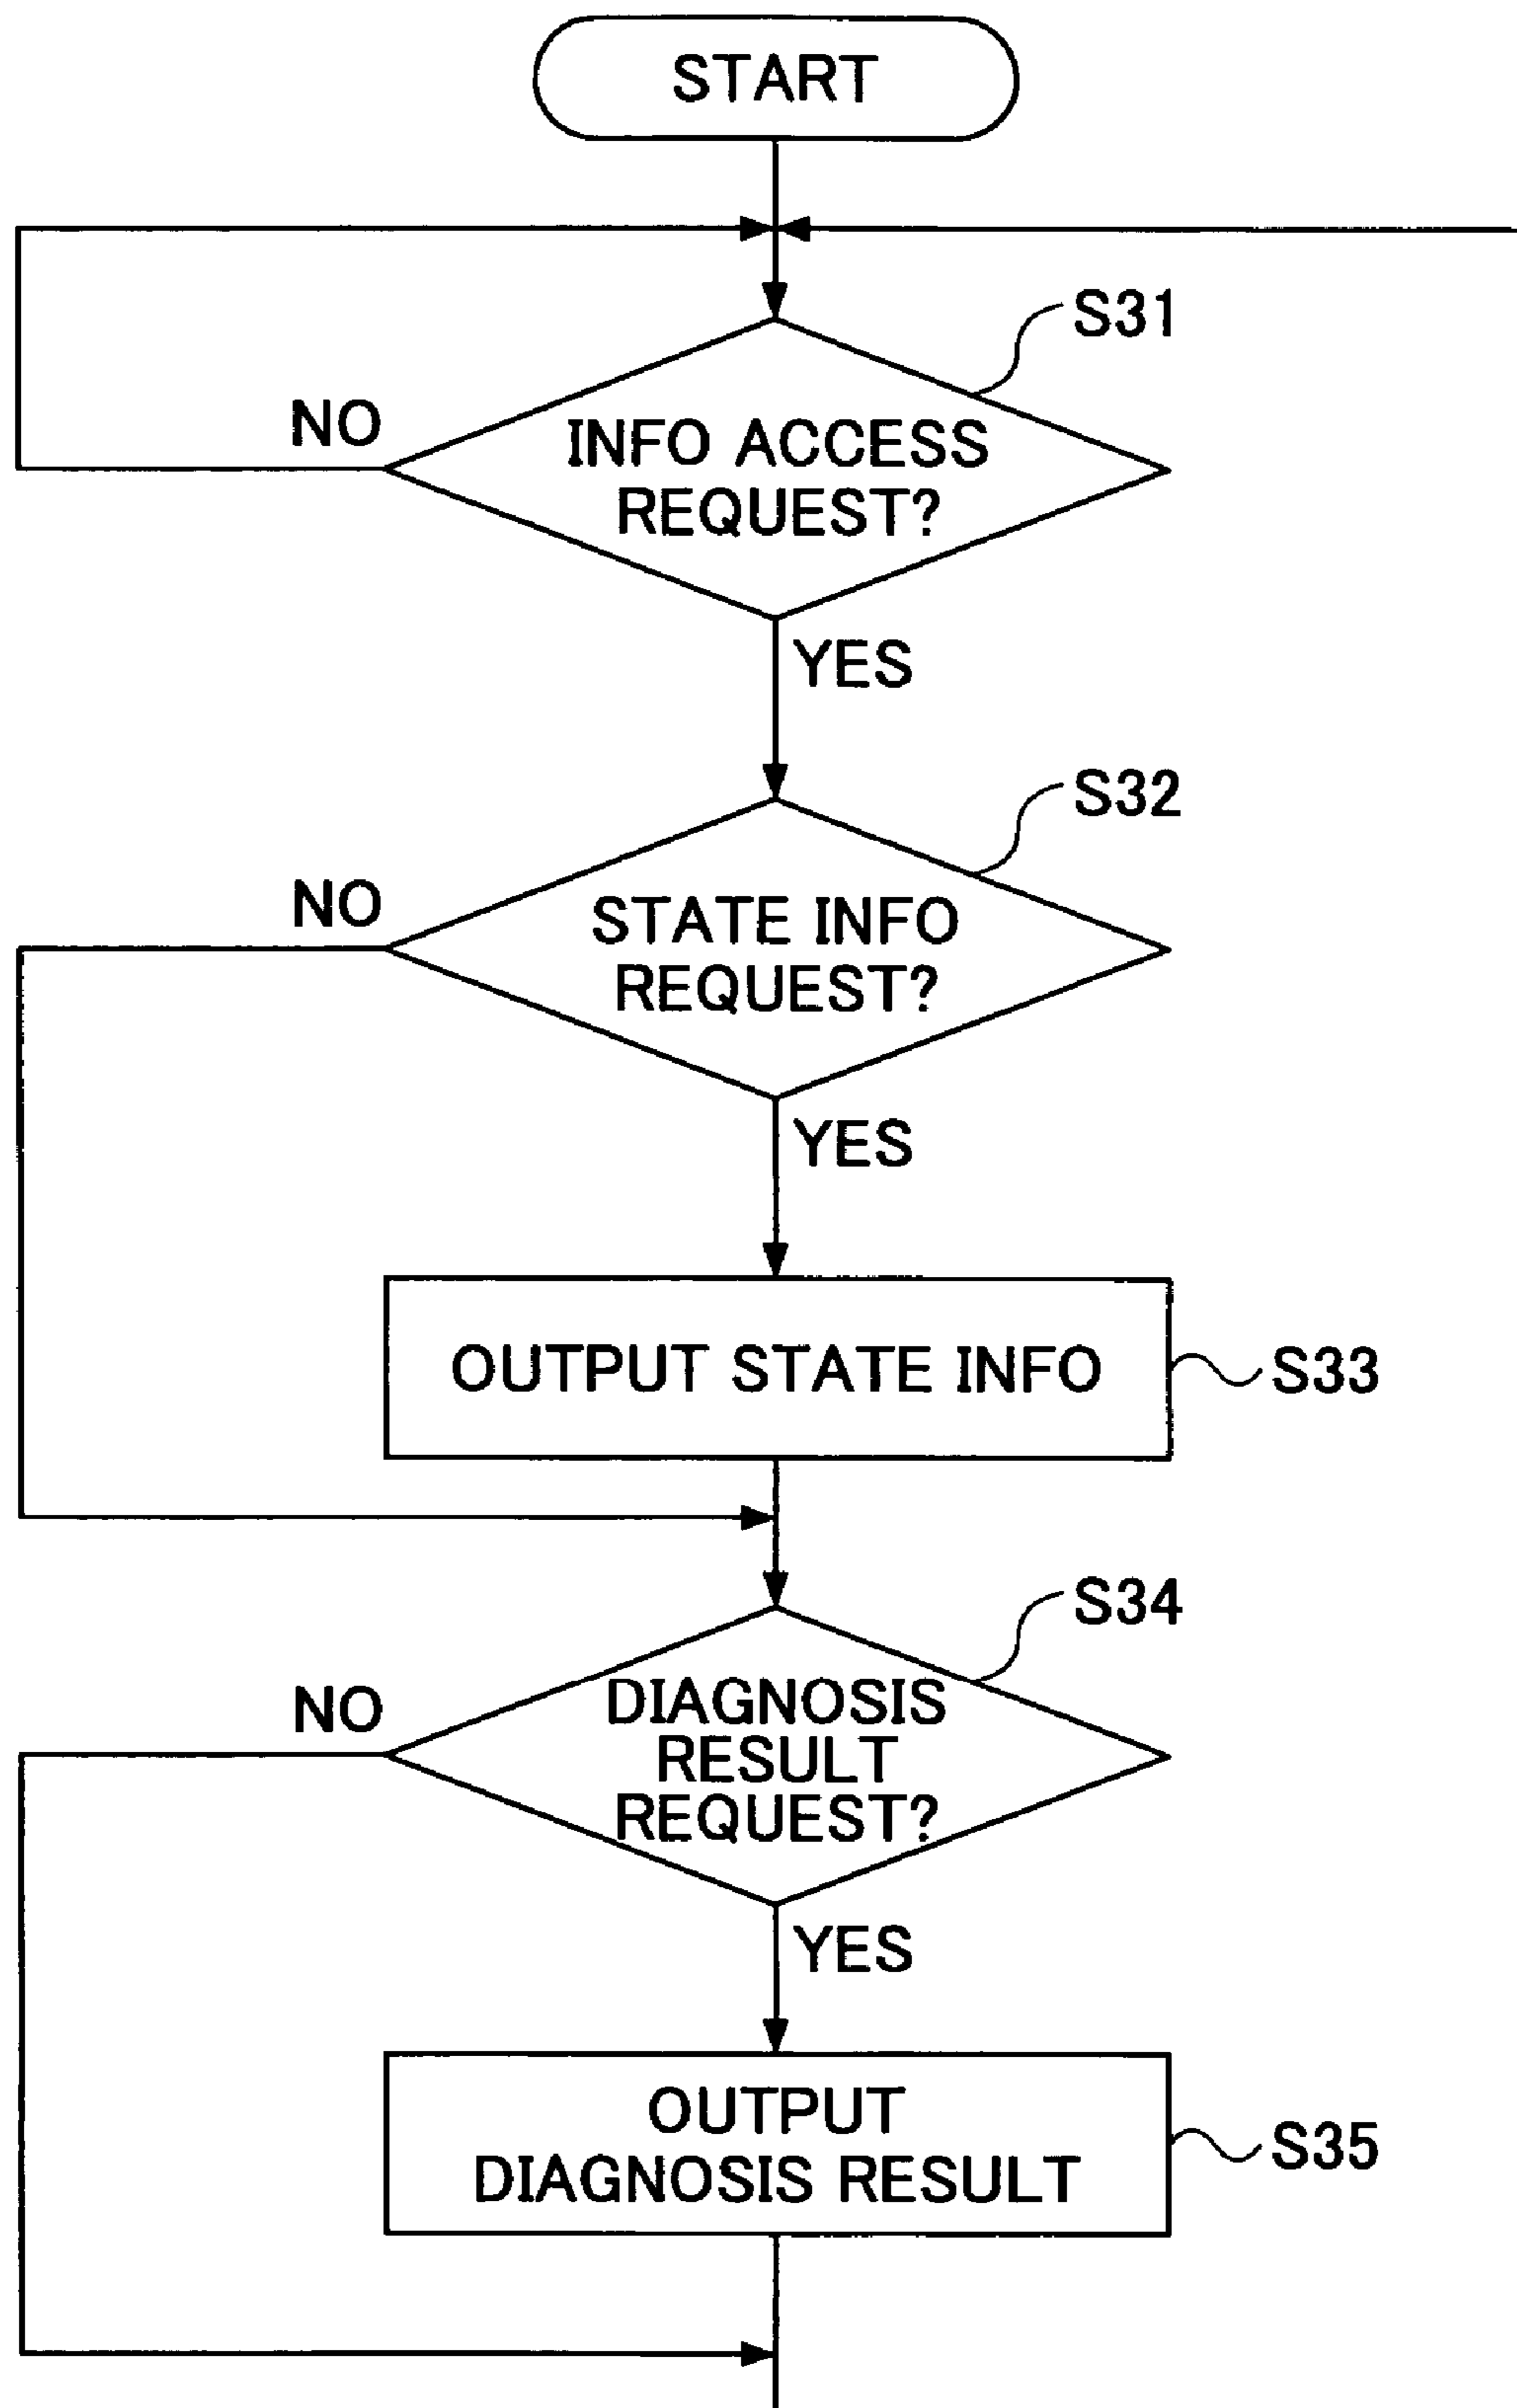 START
S31
NO
INFO ACCESS
REQUEST?
YES
S32
NO
STATE INFO
REQUEST?
YES
OUTPUT STATE INFO
S33
S34
NO
DIAGNOSIS
RESULT
REQUEST?
YES
OUTPUT
DIAGNOSIS RESULT
S35